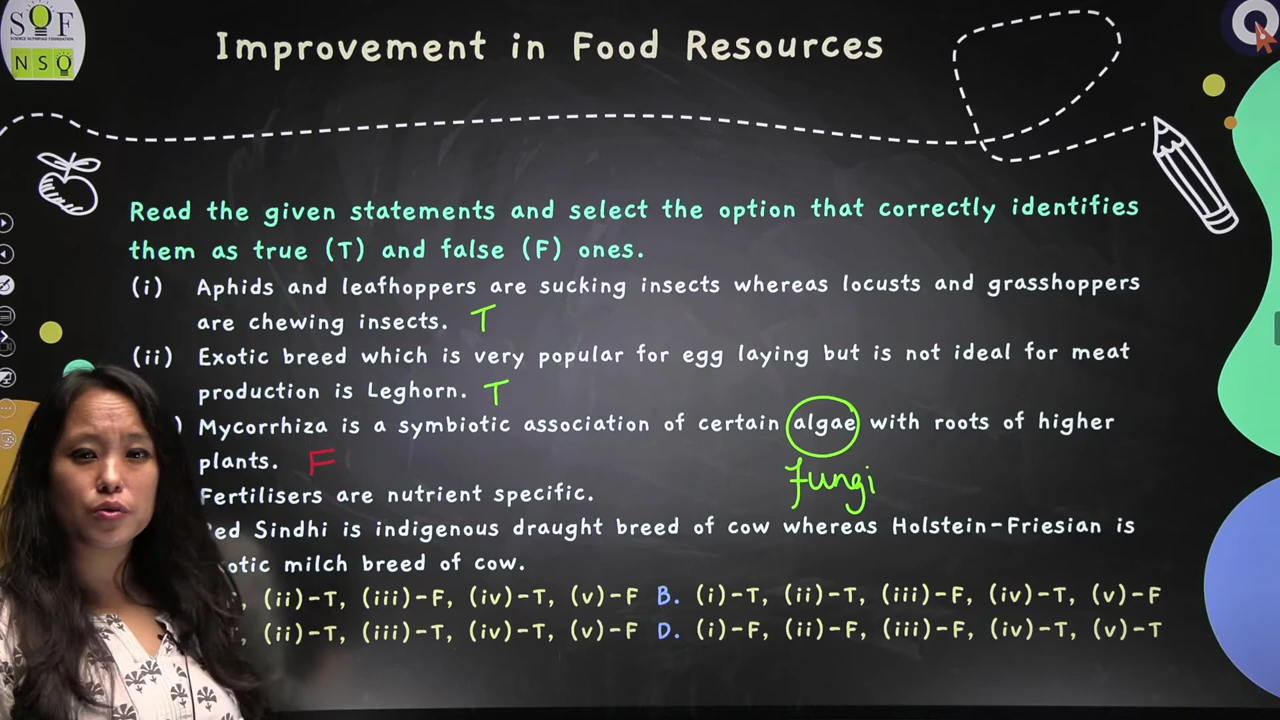 SOF
SCIENCE OLYMPIAD FOUNDATION
NSO
Improvement in Food Resources
Read the given statements and select the option that correctly identifies
them as true (T) and false (F) ones.
(i) Aphids and leafhoppers are sucking insects whereas locusts and grasshoppers
are chewing insects. T
(ii) Exotic breed which is very popular for egg laying but is not ideal for meat
production is Leghorn. T
) Mycorrhiza is a symbiotic association of certain algae with roots of higher
plants. F
fungi
Fertilisers are nutrient specific.
Sindhi is indigenous draught breed of cow whereas Holstein-Friesian is
milch breed of cow.
(ii)-T, (iii)-F, (iv)-T, (v)-F B. (i)-T, (ii)-T, (iii)-F, (iv)-T, (v)-F
(ii)-T, (iii)-T, (iv)-T, (v)-F D. (i)-F, (ii)-F, (iii)-F, (iv)-T, (v)-T